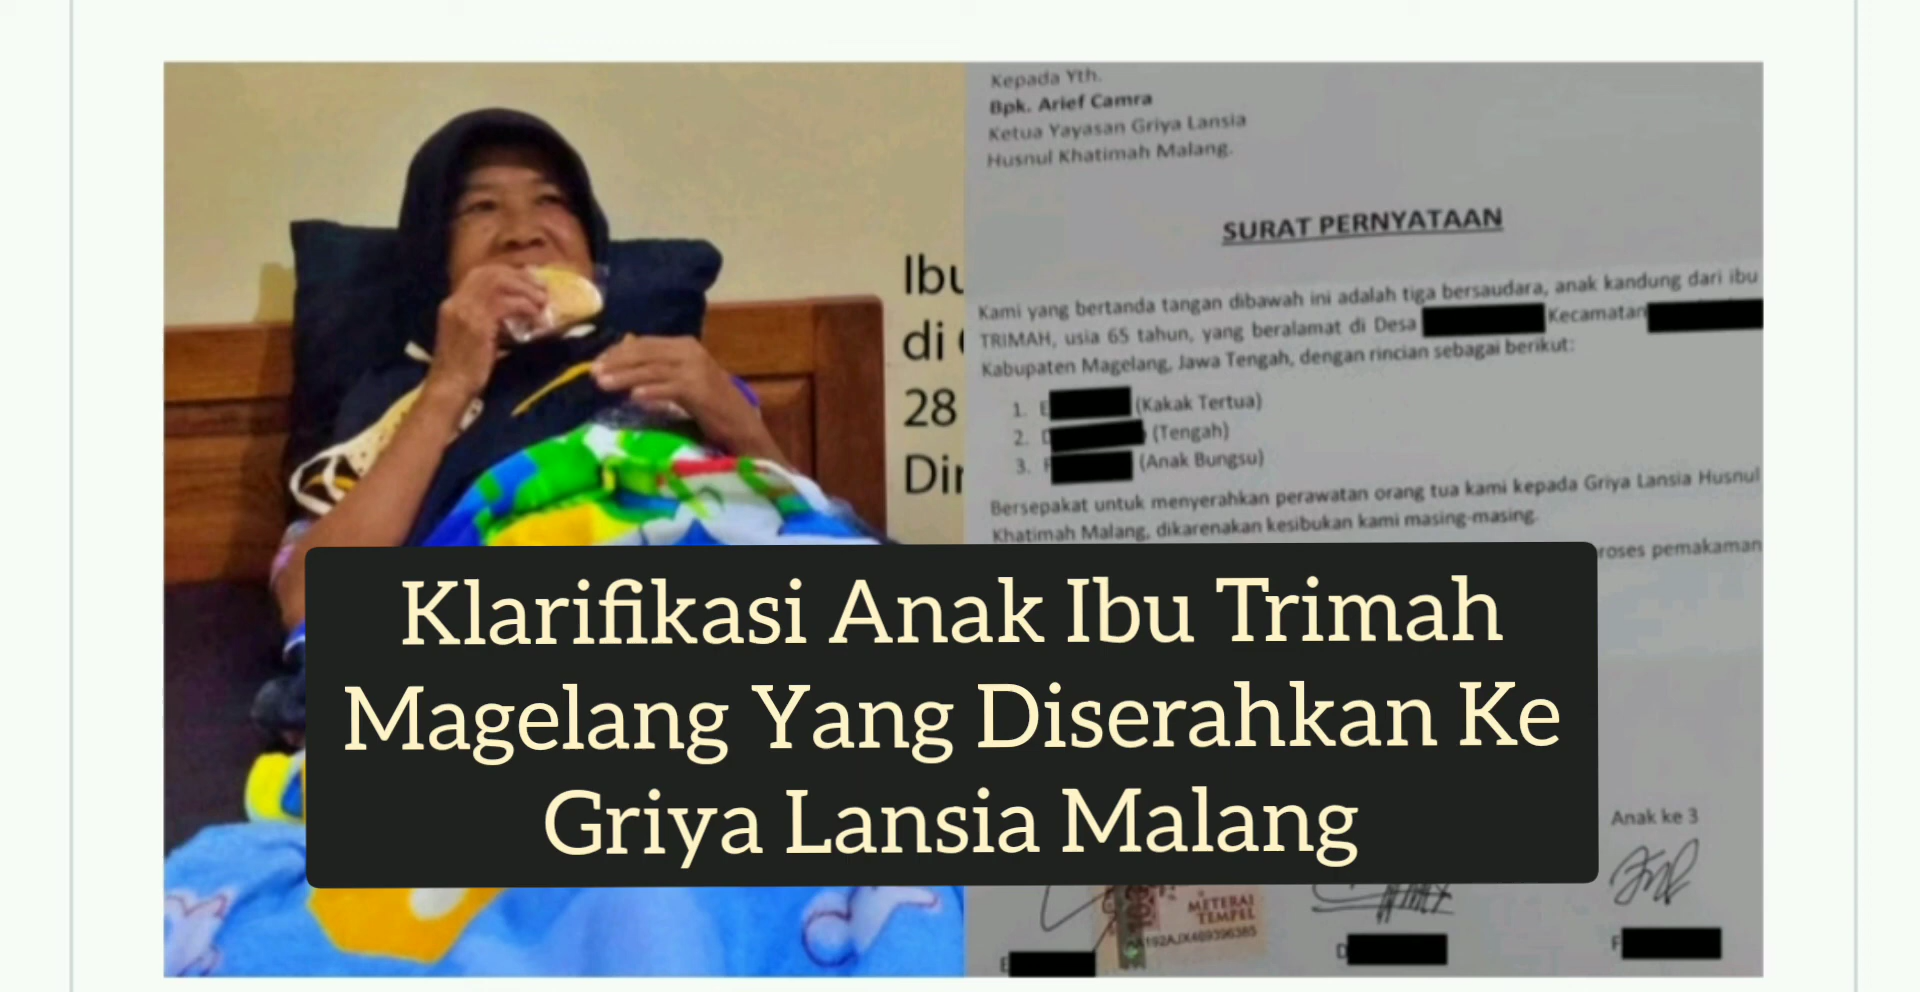 Ibu
di
28
Kepada Yth.
Bpk. Arief Camra
Ketua Yayasan Griya Lansia
Husnul Khatimah Malang.
SURAT PERNYATAAN
Kami yang bertanda tangan dibawah ini adalah tiga bersaudara, anak kandung dari ibu
TRIMAH, usia 65 tahun, yang beralamat di Desa Kecamatan
Kabupaten Magelang, Jawa Tengah, dengan rincian sebagai berikut:
1. E (Kakak Tertua)
2. D (Tengah)
3. F (Anak Bungsu)
Bersepakat untuk menyerahkan perawatan orang tua kami kepada Griya Lansia Husnul
Khatimah Malang, dikarenakan kesibukan kami masing-masing.
roses pemakaman
Klarifikasi Anak Ibu Trimah
Magelang Yang Diserahkan Ke
Griya Lansia Malang
Anak ke 3
METERAI
TEMPEL
E
D
F